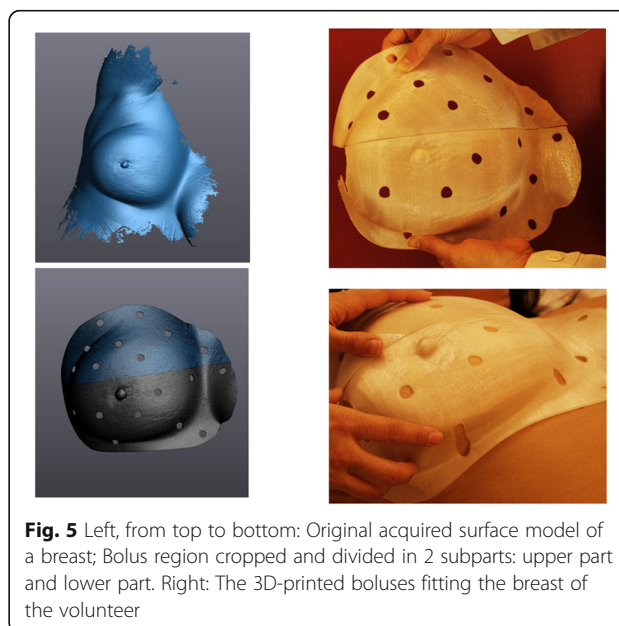 Fig. 5 Left, from top to bottom: Original acquired surface model of
a breast; Bolus region cropped and divided in 2 subparts: upper part
and lower part. Right: The 3D-printed boluses fitting the breast of
the volunteer